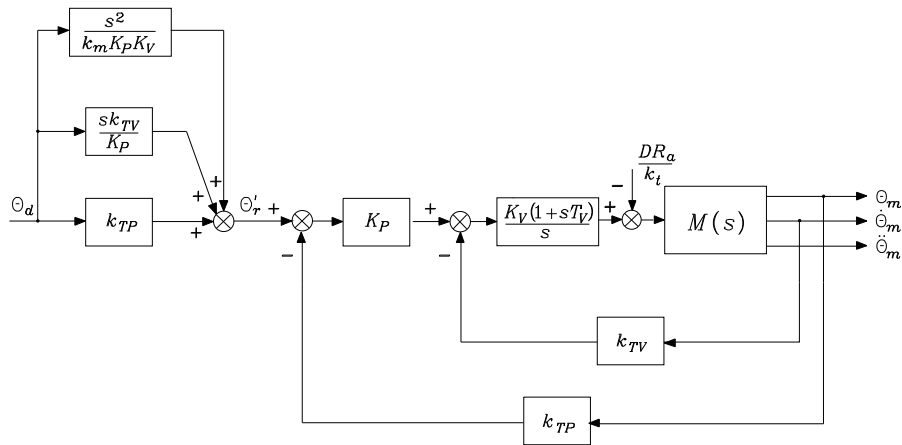 s²
k_m K_P K_V
s k_TV
K_P
+
+
Θ_d
k_TP
+
Θ'_r
+
−
K_P
+
−
K_V(1+sT_V)
s
+
−
DR_a
k_t
M(s)
Θ_m
Θ̇_m
Θ̈_m
k_TV
k_TP